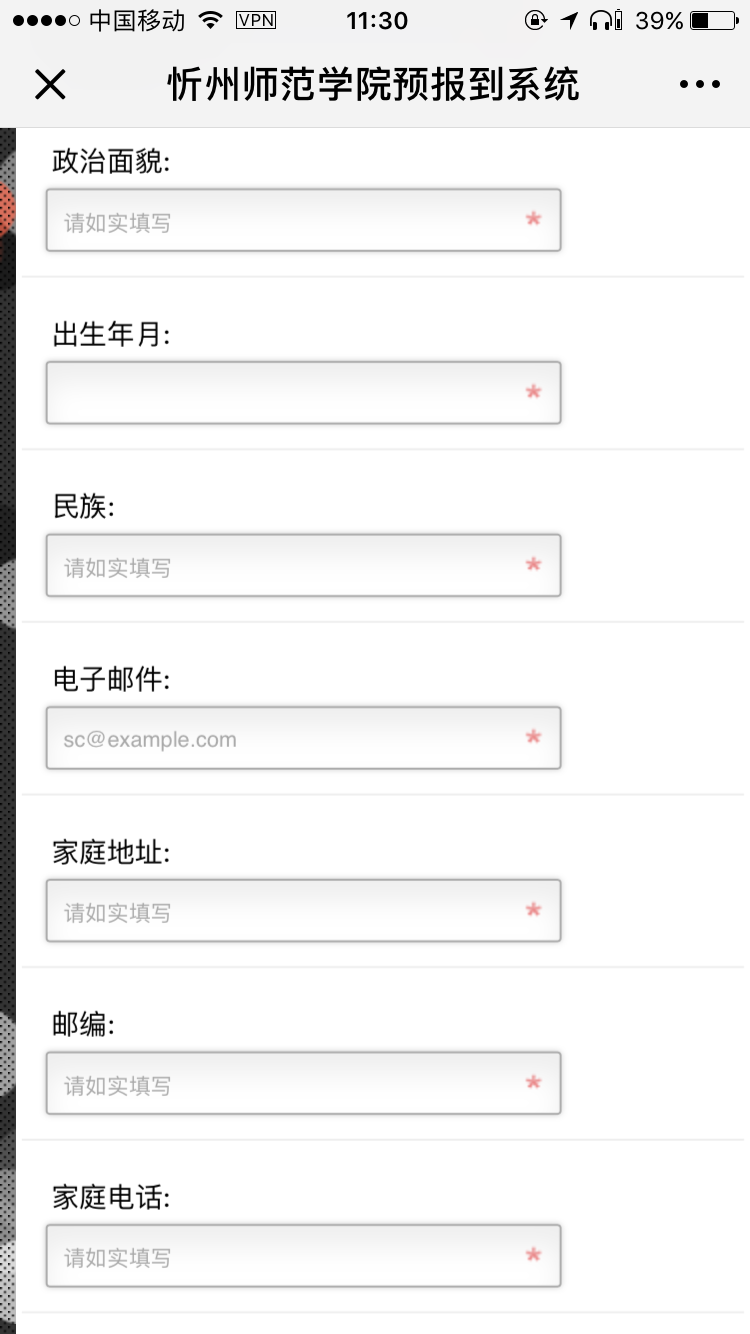 中国移动 VPN 11:30 39%
忻州师范学院预报到系统
政治面貌:
请如实填写 *
出生年月:
*
民族:
请如实填写 *
电子邮件:
sc@example.com *
家庭地址:
请如实填写 *
邮编:
请如实填写 *
家庭电话:
请如实填写 *